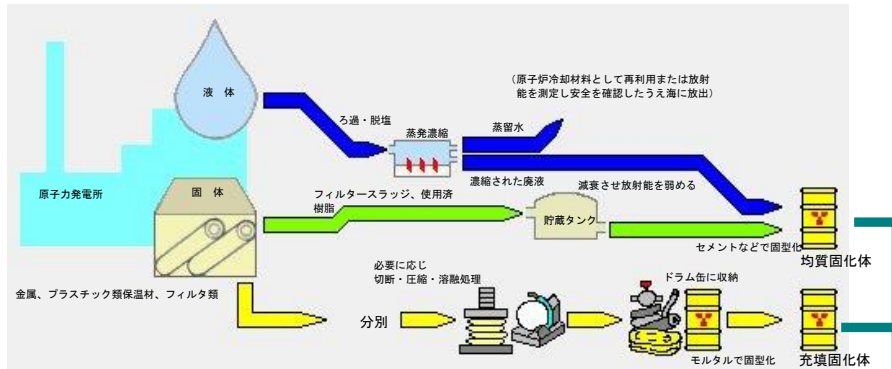 （原子炉冷却材料として再利用または放射
能を測定し安全を確認したうえ海に放出）
液　体
ろ過・脱塩
蒸発濃縮
蒸留水
濃縮された廃液
減衰させ放射能を弱める
原子力発電所
固　体
フィルタースラッジ、使用済
樹脂
貯蔵タンク
セメントなどで固型化
均質固化体
金属、プラスチック類保温材、フィルタ類
必要に応じ
切断・圧縮・溶融処理
ドラム缶に収納
分別
モルタルで固型化
充填固化体